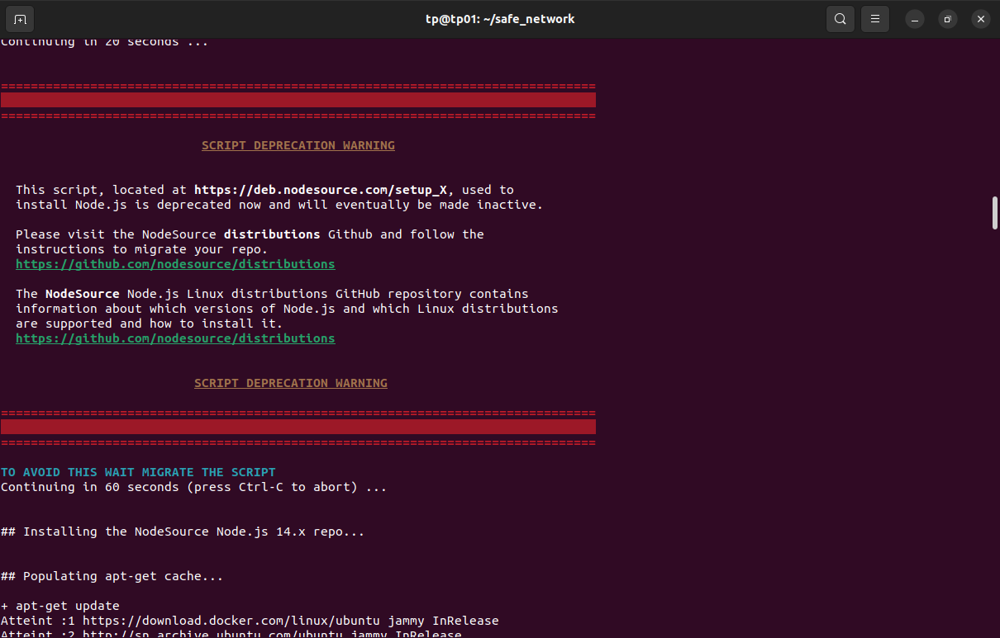 tp@tp01: ~/safe_network
Continuing in 20 seconds ...
================================================================================
================================================================================
SCRIPT DEPRECATION WARNING
This script, located at https://deb.nodesource.com/setup_X, used to
install Node.js is deprecated now and will eventually be made inactive.
Please visit the NodeSource distributions Github and follow the
instructions to migrate your repo.
https://github.com/nodesource/distributions
The NodeSource Node.js Linux distributions GitHub repository contains
information about which versions of Node.js and which Linux distributions
are supported and how to install it.
https://github.com/nodesource/distributions
SCRIPT DEPRECATION WARNING
================================================================================
================================================================================
TO AVOID THIS WAIT MIGRATE THE SCRIPT
Continuing in 60 seconds (press Ctrl-C to abort) ...
## Installing the NodeSource Node.js 14.x repo...
## Populating apt-get cache...
+ apt-get update
Atteint :1 https://download.docker.com/linux/ubuntu jammy InRelease
Atteint :2 http://sn.archive.ubuntu.com/ubuntu jammy InRelease